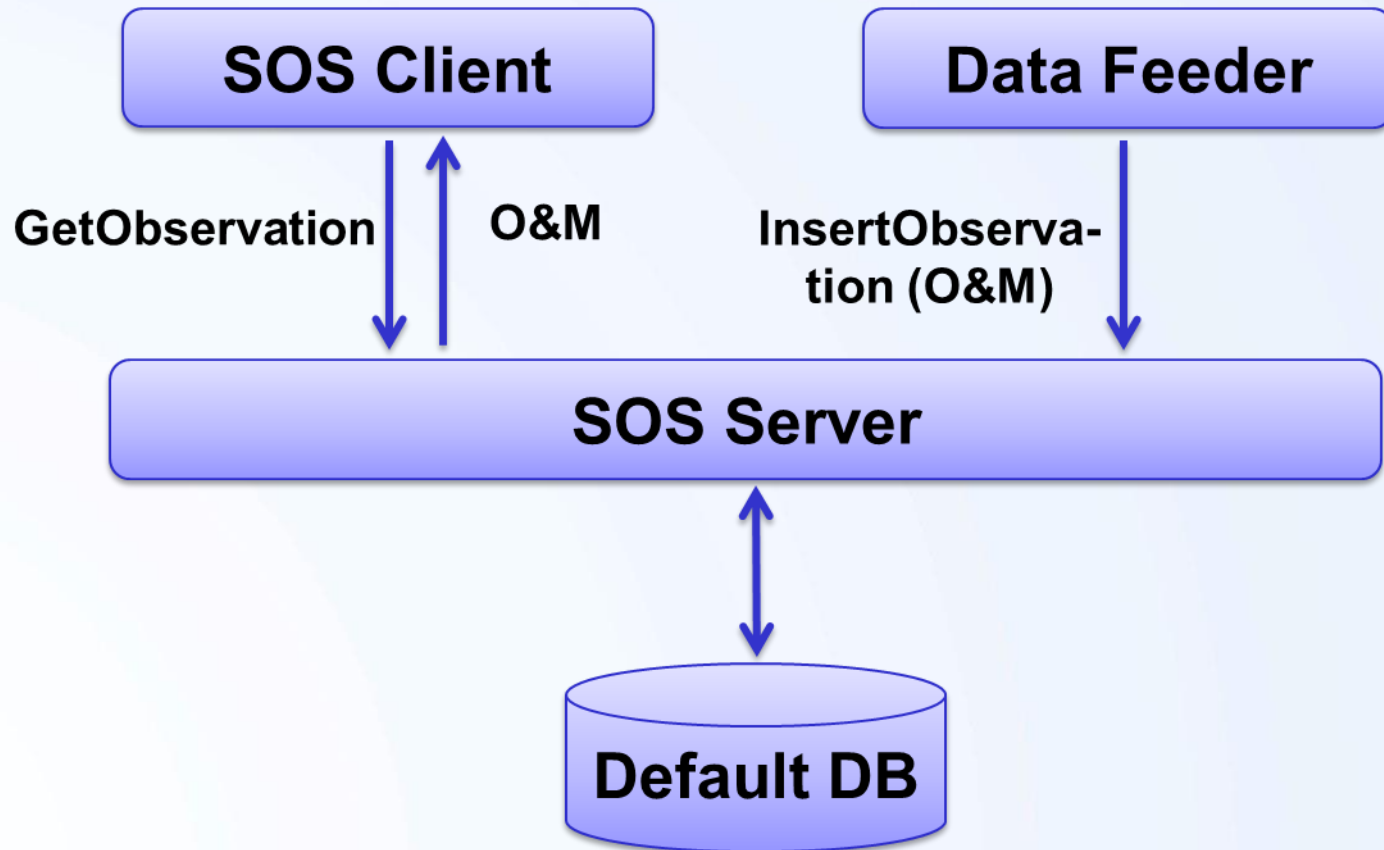 SOS Client
Data Feeder
GetObservation
O&M
InsertObserva-
tion (O&M)
SOS Server
Default DB